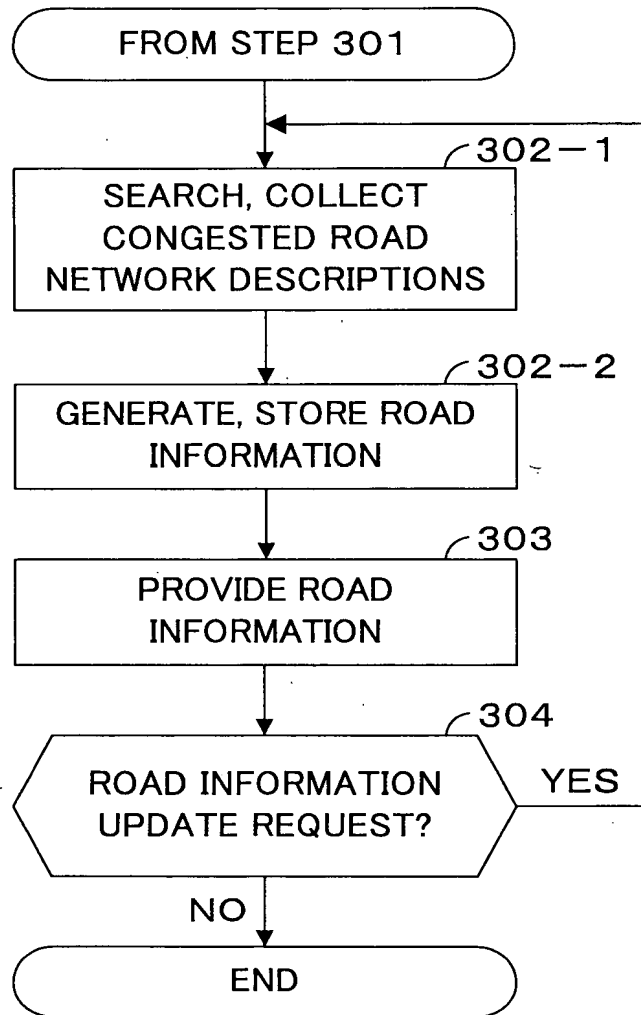 FROM STEP 301
302-1
SEARCH, COLLECT
CONGESTED ROAD
NETWORK DESCRIPTIONS
302-2
GENERATE, STORE ROAD
INFORMATION
303
PROVIDE ROAD
INFORMATION
304
ROAD INFORMATION
UPDATE REQUEST?
YES
NO
END